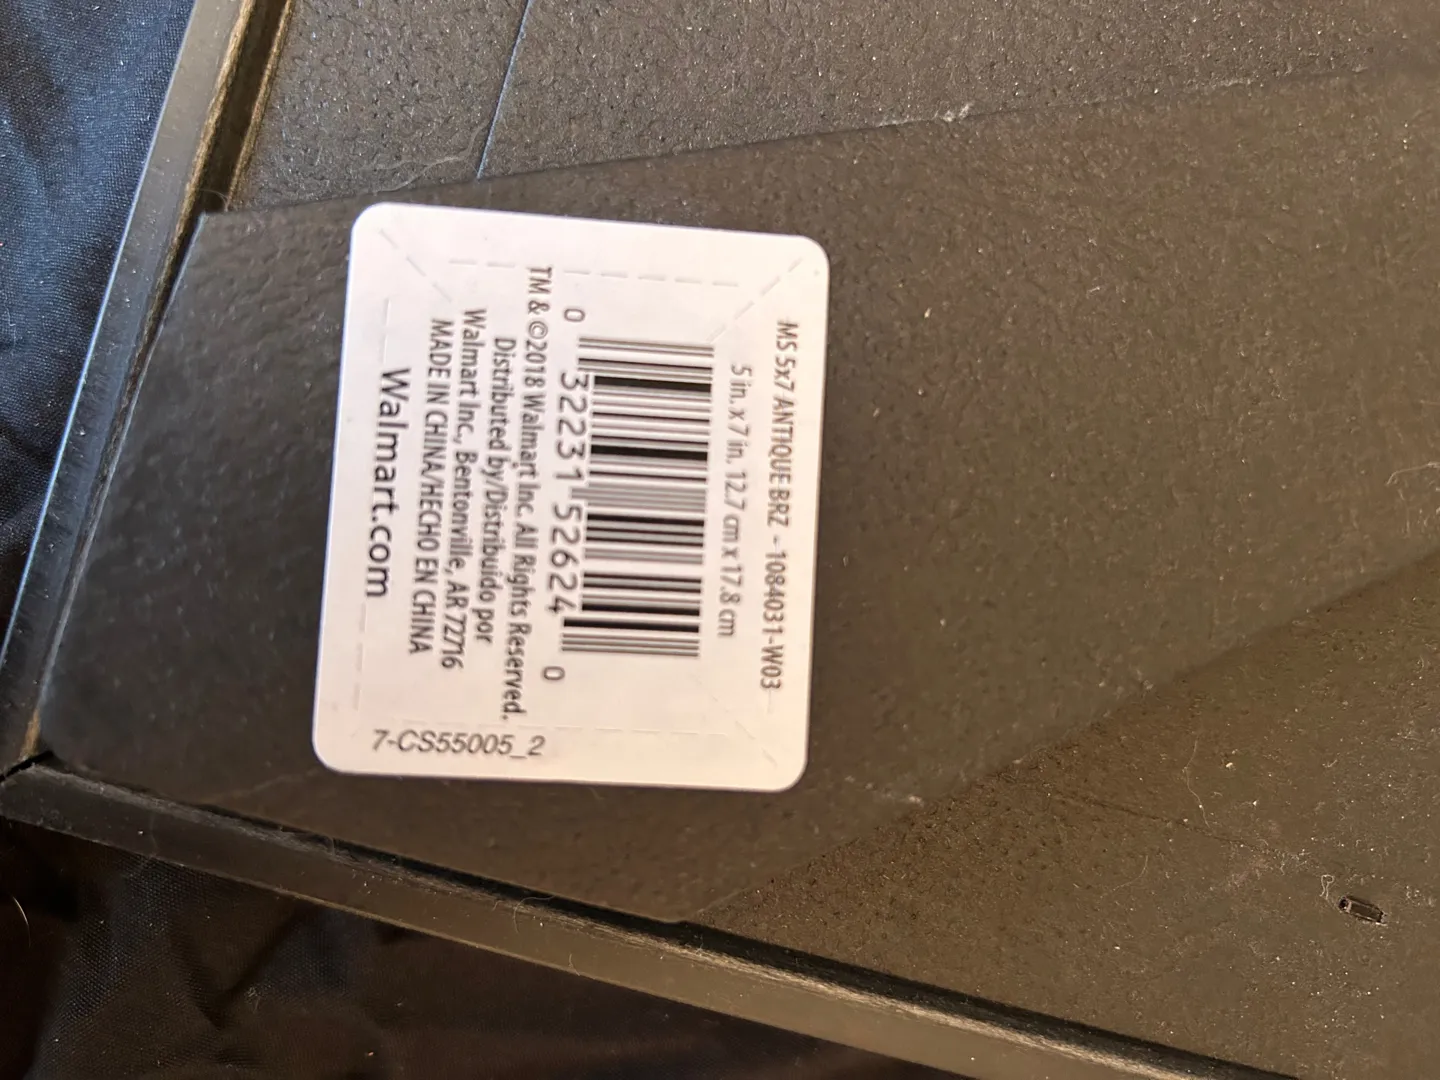 MS 5x7 ANTIQUE BRZ - 1084031-W03
5 in. x 7 in. 12.7 cm x 17.8 cm
0 32231 52624 0
TM & ©2018 Walmart Inc. All Rights Reserved.
Distributed by/Distribuido por
Walmart Inc., Bentonville, AR 72716
MADE IN CHINA/HECHO EN CHINA
Walmart.com
7-CS55005_2